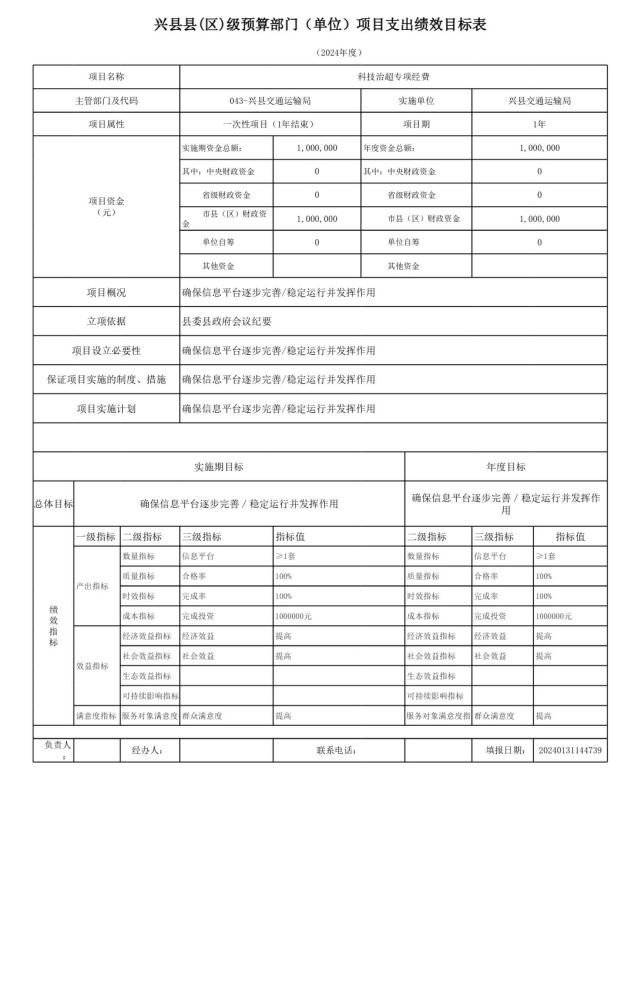 兴县县(区)级预算部门（单位）项目支出绩效目标表
（2024年度）
项目名称 科技治超专项经费
主管部门及代码 043-兴县交通运输局 实施单位 兴县交通运输局
项目属性 一次性项目（1年结束） 项目期 1年
项目资金
（元）
实施期资金总额： 1,000,000 年度资金总额： 1,000,000
其中：中央财政资金 0 其中：中央财政资金 0
省级财政资金 0 省级财政资金 0
市县（区）财政资
金 1,000,000 市县（区）财政资金 1,000,000
单位自筹 0 单位自筹 0
其他资金 其他资金
项目概况 确保信息平台逐步完善/稳定运行并发挥作用
立项依据 县委县政府会议纪要
项目设立必要性 确保信息平台逐步完善/稳定运行并发挥作用
保证项目实施的制度、措施 确保信息平台逐步完善/稳定运行并发挥作用
项目实施计划 确保信息平台逐步完善/稳定运行并发挥作用
实施期目标 年度目标
总体目标 确保信息平台逐步完善／稳定运行并发挥作用 确保信息平台逐步完善／稳定运行并发挥作
用
绩效指标
一级指标 二级指标 三级指标 指标值 二级指标 三级指标 指标值
产出指标
数量指标 信息平台 ≥1套 数量指标 信息平台 ≥1套
质量指标 合格率 100% 质量指标 合格率 100%
时效指标 完成率 100% 时效指标 完成率 100%
成本指标 完成投资 1000000元 成本指标 完成投资 1000000元
效益指标
经济效益指标 经济效益 提高 经济效益指标 经济效益 提高
社会效益指标 社会效益 提高 社会效益指标 社会效益 提高
生态效益指标 生态效益指标
可持续影响指标 可持续影响指标
满意度指标 服务对象满意度 群众满意度 提高 服务对象满意度指 群众满意度 提高
负责人
： 经办人： 联系电话： 填报日期： 20240131144739